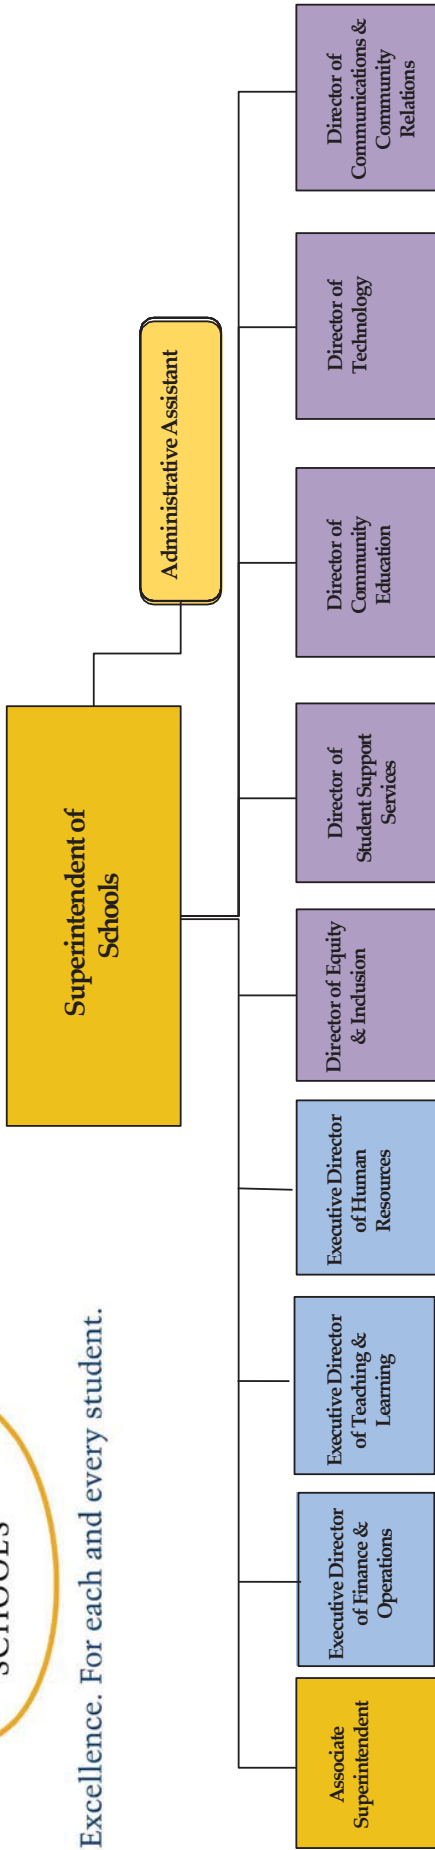 SCHOOLS
Excellence. For each and every student.
Superintendent of
Schools
Administrative Assistant
Associate
Superintendent
Executive Director
of Finance &
Operations
Executive Director
of Teaching &
Learning
Executive Director
of Human
Resources
Director of Equity
& Inclusion
Director of
Student Support
Services
Director of
Community
Education
Director of
Technology
Director of
Communications &
Community
Relations